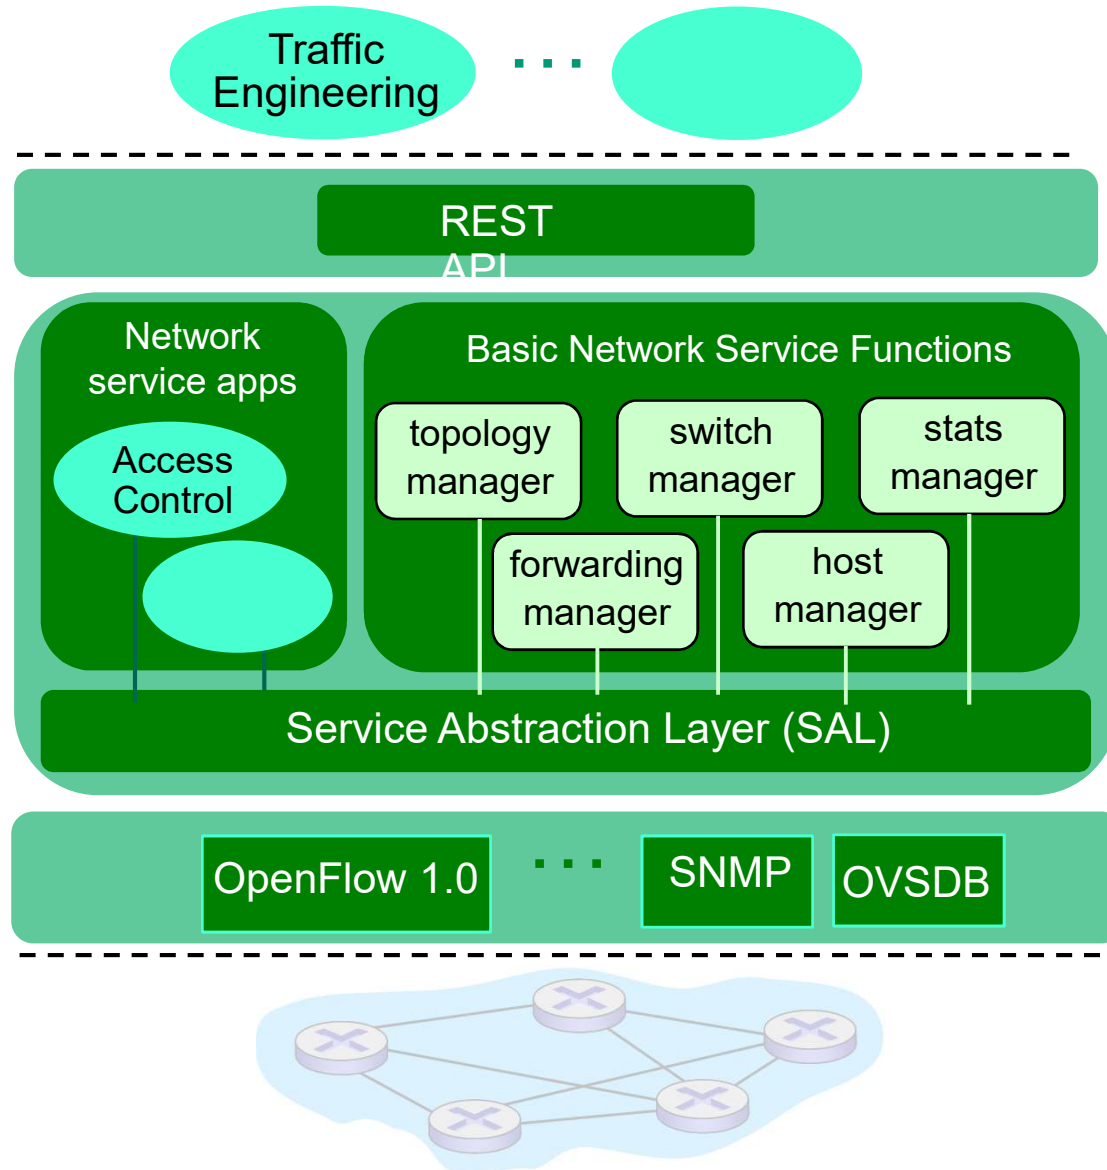 Traffic
Engineering
...
REST
API
Network
service apps
Basic Network Service Functions
topology
manager
switch
manager
stats
manager
Access
Control
forwarding
manager
host
manager
Service Abstraction Layer (SAL)
OpenFlow 1.0
...
SNMP
OVSDB